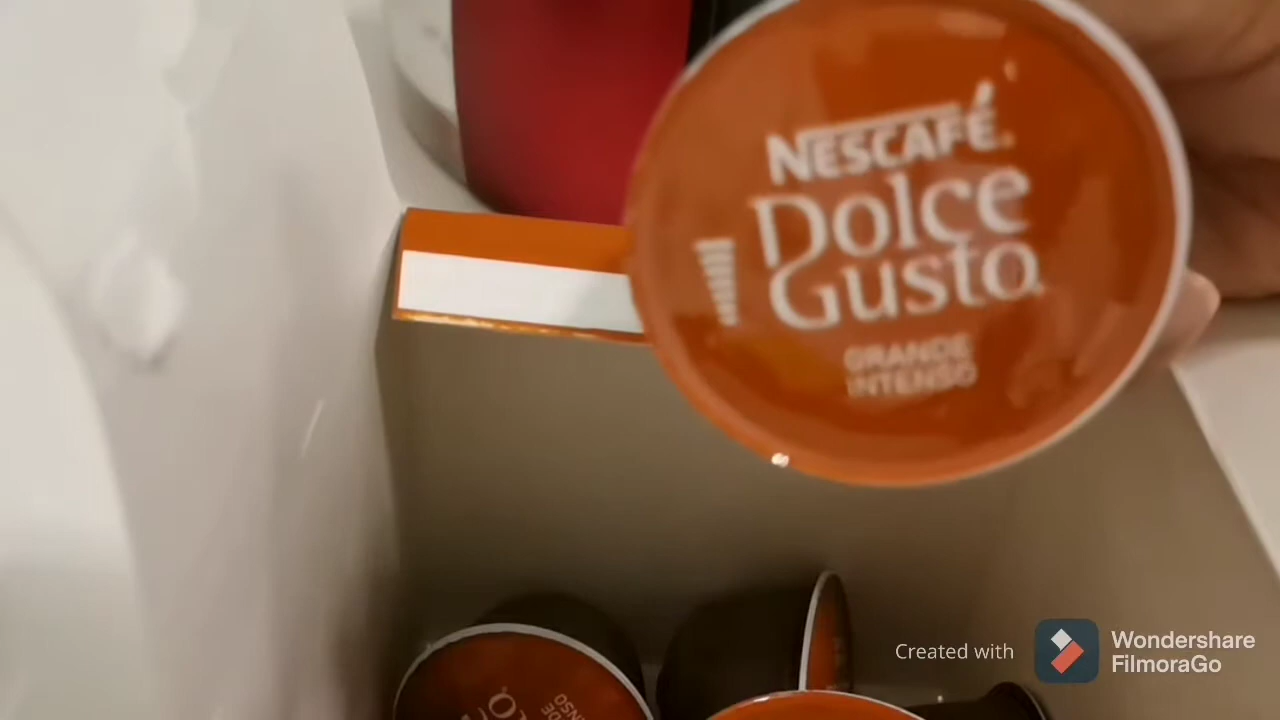 NESCAFÉ.
DOLCE
GUSTO
GRANDE
INTENSO
Created with
Wondershare
FilmoraGo